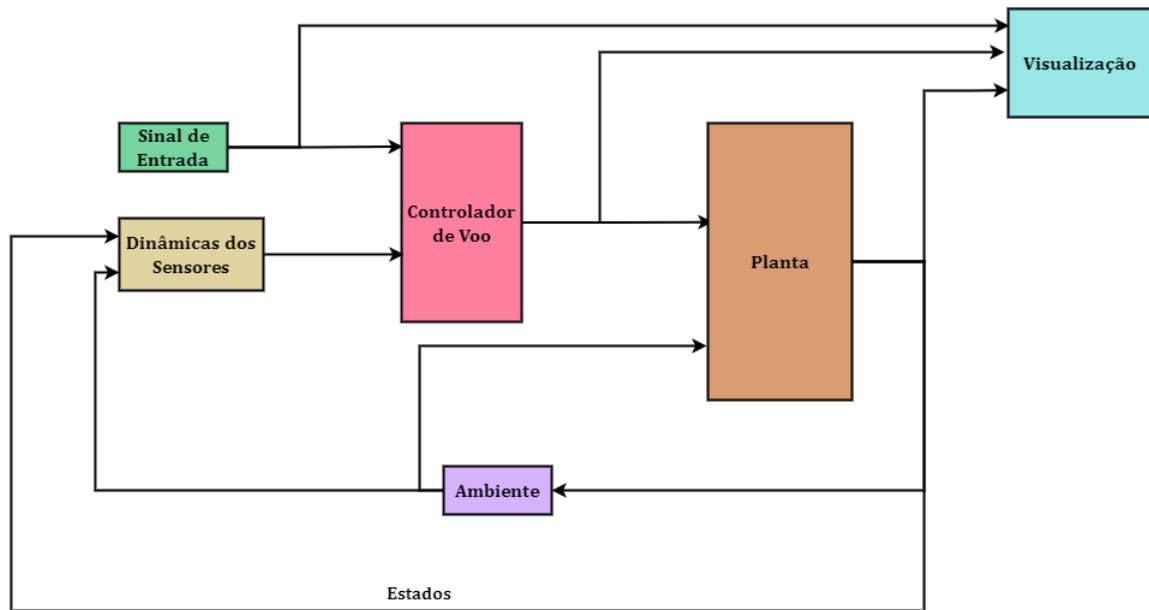 Visualização
Sinal de
Entrada
Controlador
de Voo
Dinâmicas dos
Sensores
Planta
Ambiente
Estados